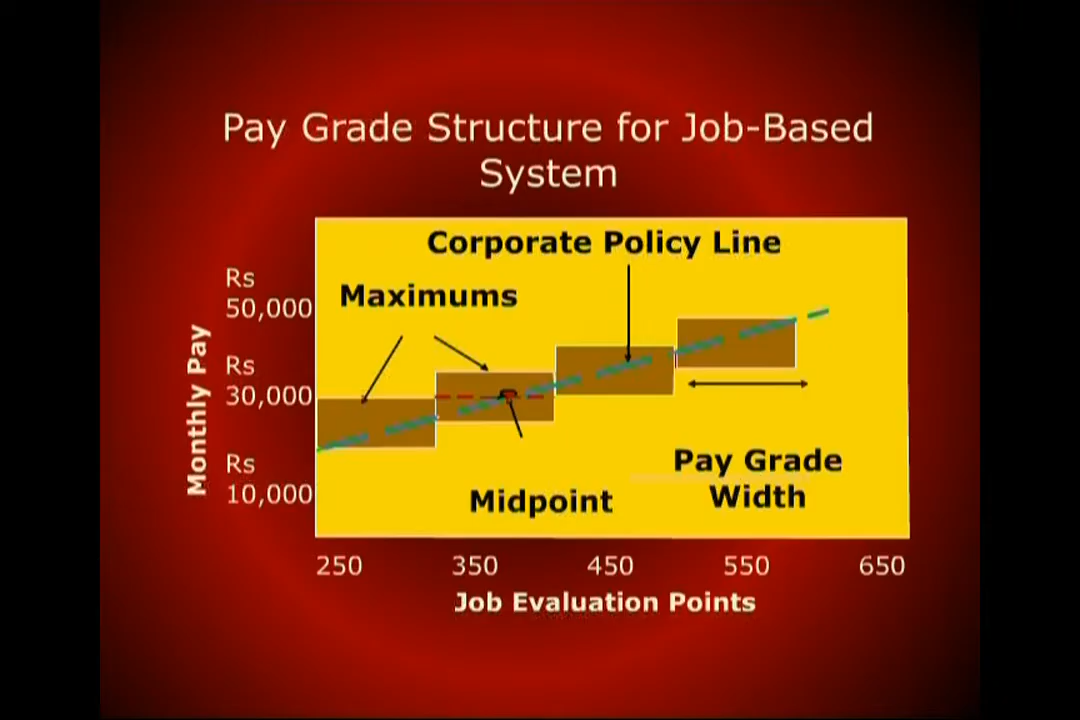 Pay Grade Structure for Job-Based
System
Corporate Policy Line
Maximums
Rs
50,000
Rs
30,000
Rs
10,000
Monthly Pay
Midpoint
Pay Grade
Width
250 350 450 550 650
Job Evaluation Points